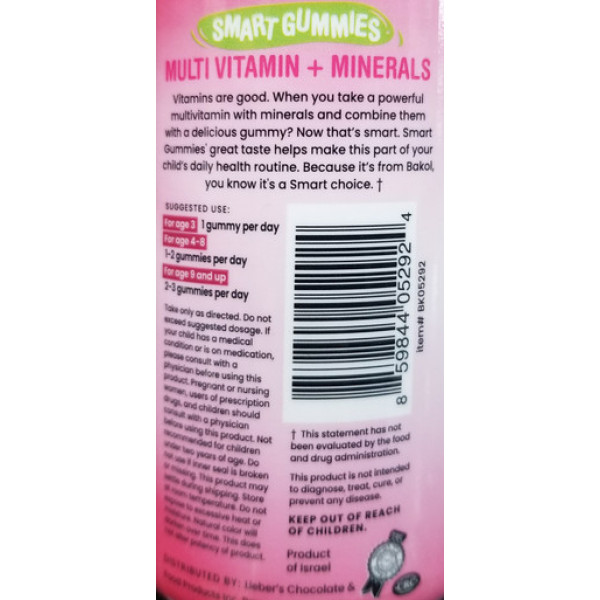 SMART GUMMIES
MULTI VITAMIN + MINERALS
Vitamins are good. When you take a powerful
multivitamin with minerals and combine them
with a delicious gummy? Now that's smart. Smart
Gummies' great taste helps make this part of your
child's daily health routine. Because it's from Bakol,
you know it's a Smart choice. †
SUGGESTED USE:
For age 3 1 gummy per day
For age 4-8
1-2 gummies per day
For age 9 and up
2-3 gummies per day
Take only as directed. Do not
exceed suggested dosage. If
your child has a medical
condition or is on medication,
please consult with a
physician before using this
product. Pregnant or nursing
women, users of prescription
drugs, and children should
consult with a physician
before using this product. Not
recommended for children
under two years of age. Do
not use if inner seal is broken
or missing. This product may
settle during shipping. Store
at room temperature. Do not
expose to excessive heat or
moisture. Natural color will
darken over time. This does
not alter potency of product.
8 59844 05292 4
Item# BK05292
† This statement has not
been evaluated by the food
and drug administration.
This product is not intended
to diagnose, treat, cure, or
prevent any disease.
KEEP OUT OF REACH
OF CHILDREN.
Product
of Israel
DISTRIBUTED BY: Lieber's Chocolate &
Food Products